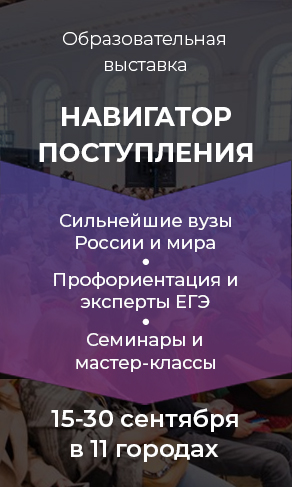 Образовательная
выставка
НАВИГАТОР
ПОСТУПЛЕНИЯ
Сильнейшие вузы
России и мира
•
Профориентация и
эксперты ЕГЭ
•
Семинары и
мастер-классы
15-30 сентября
в 11 городах